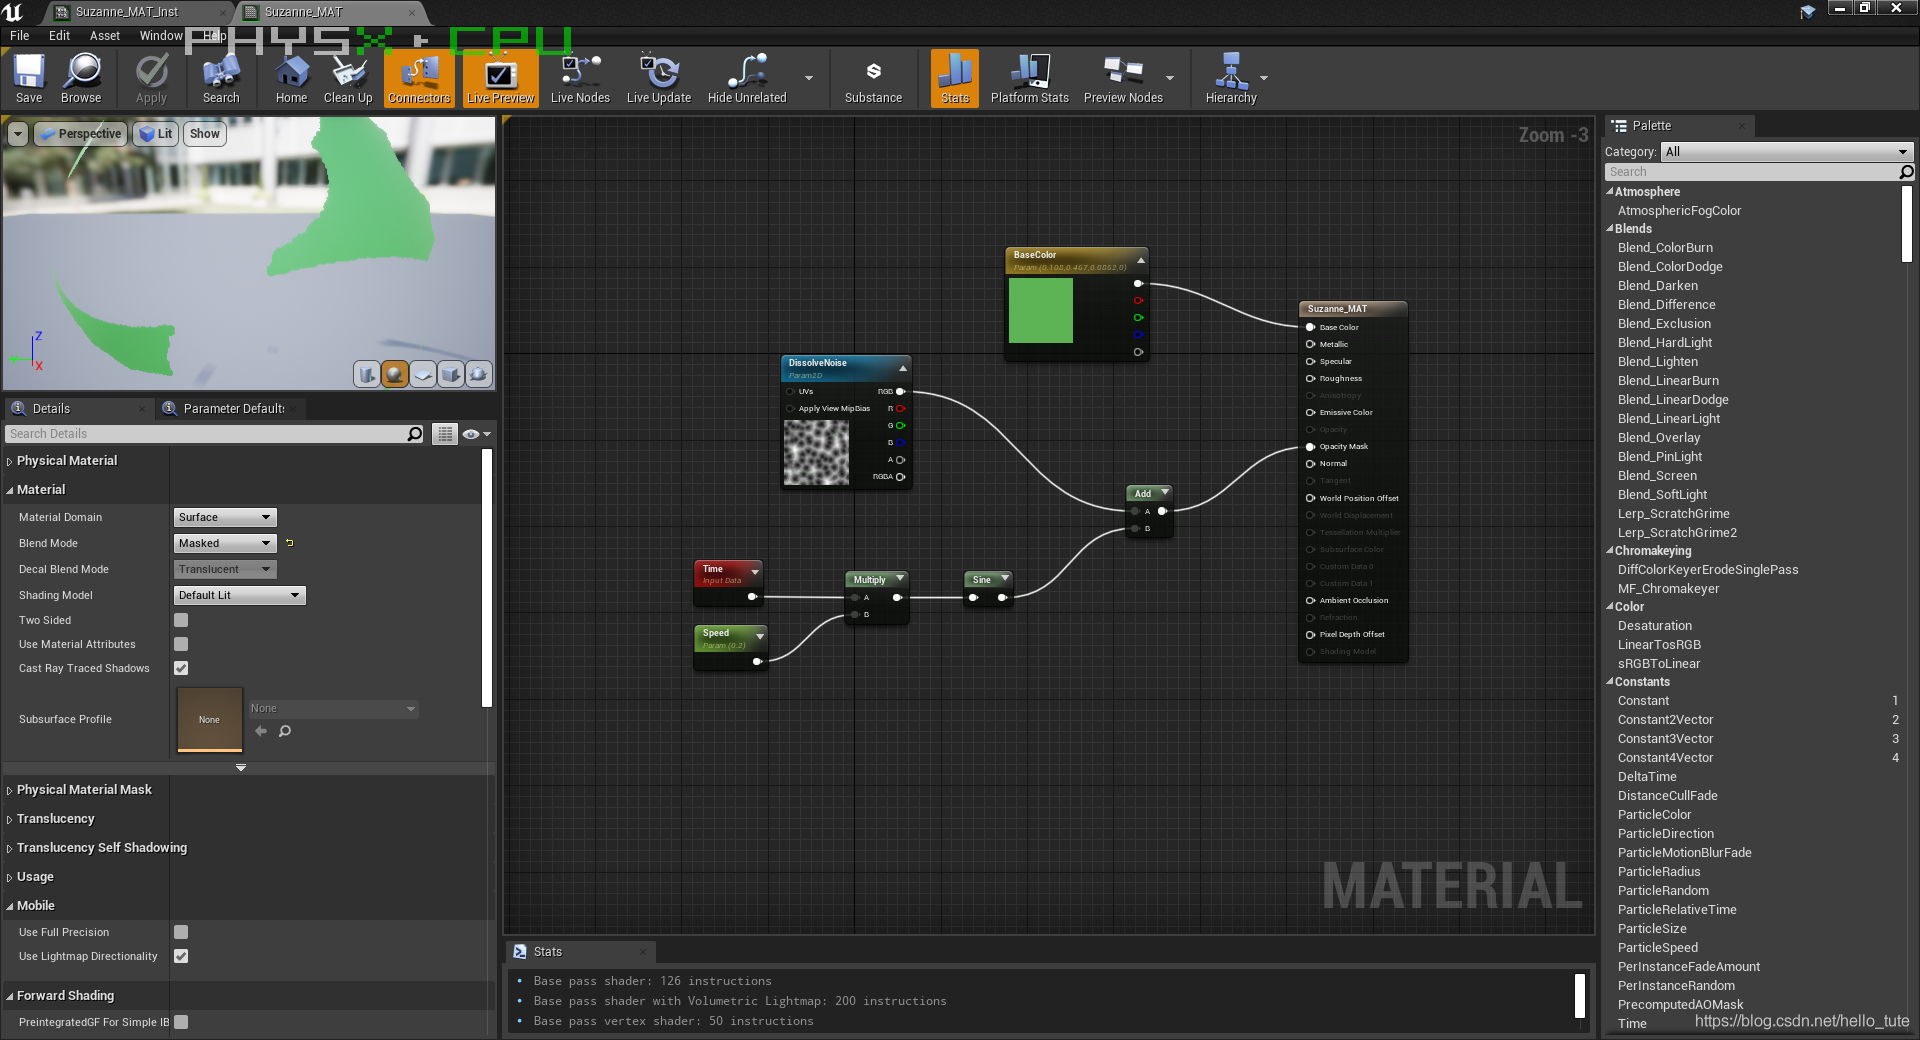 Suzanne_MAT_Inst
Suzanne_MAT
File Edit Asset Window Help
PHYSX + CPU
Save Browse Apply Search Home Clean Up Connectors Live Preview Live Nodes Live Update Hide Unrelated Substance Stats Platform Stats Preview Nodes Hierarchy
Perspective Lit Show
Z
Y
X
Zoom -3
BaseColor
DissolveNoise
Param2D
UVs
RGB
Apply View MipBias
R
G
B
A
RGBA
Time
Input Data
Speed
Param (0.2)
Multiply
A
B
Sine
Add
A
B
Suzanne_MAT
Base Color
Metallic
Specular
Roughness
Anisotropy
Emissive Color
Opacity
Opacity Mask
Normal
Tangent
World Position Offset
World Displacement
Tessellation Multiplier
Subsurface Color
Custom Data 0
Custom Data 1
Ambient Occlusion
Refraction
Pixel Depth Offset
Shading Model
MATERIAL
Details
Parameter Defaults
Search Details
Physical Material
Material
Material Domain Surface
Blend Mode Masked
Decal Blend Mode Translucent
Shading Model Default Lit
Two Sided
Use Material Attributes
Cast Ray Traced Shadows
Subsurface Profile None None
Physical Material Mask
Translucency
Translucency Self Shadowing
Usage
Mobile
Use Full Precision
Use Lightmap Directionality
Forward Shading
PreintegratedGF For Simple IB
Stats
Base pass shader: 126 instructions
Base pass shader with Volumetric Lightmap: 200 instructions
Base pass vertex shader: 50 instructions
Palette
Category: All
Search
Atmosphere
AtmosphericFogColor
Blends
Blend_ColorBurn
Blend_ColorDodge
Blend_Darken
Blend_Difference
Blend_Exclusion
Blend_HardLight
Blend_Lighten
Blend_LinearBurn
Blend_LinearDodge
Blend_LinearLight
Blend_Overlay
Blend_PinLight
Blend_Screen
Blend_SoftLight
Lerp_ScratchGrime
Lerp_ScratchGrime2
Chromakeying
DiffColorKeyerErodeSinglePass
MF_Chromakeyer
Color
Desaturation
LinearTosRGB
sRGBToLinear
Constants
Constant 1
Constant2Vector 2
Constant3Vector 3
Constant4Vector 4
DeltaTime
DistanceCullFade
ParticleColor
ParticleDirection
ParticleMotionBlurFade
ParticleRadius
ParticleRandom
ParticleRelativeTime
ParticleSize
ParticleSpeed
PerInstanceFadeAmount
PerInstanceRandom
PrecomputedAOMask
Time
https://blog.csdn.net/hello_tute